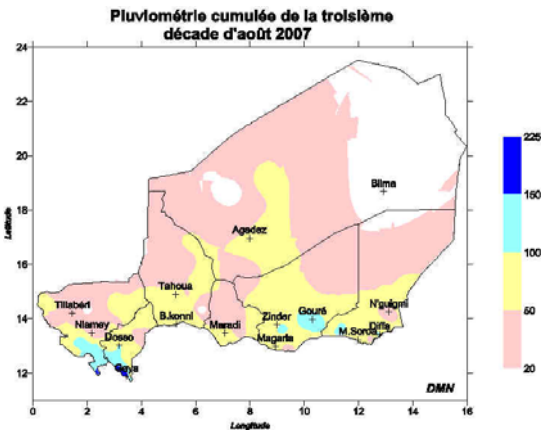 Pluviométrie cumulée de la troisième
décade d'août 2007
24
22
20
18
16
14
12
Latitude
Bilma
Agadez
Tahoua
Tillabéri
N'guigmi
Niamey
B.konni
Zinder
Gouré
Dosso
Maradi
M.Soroa
Diffa
Magaria
Gaya
DMN
0 2 4 6 8 10 12 14 16
Longitude
225
150
100
60
20